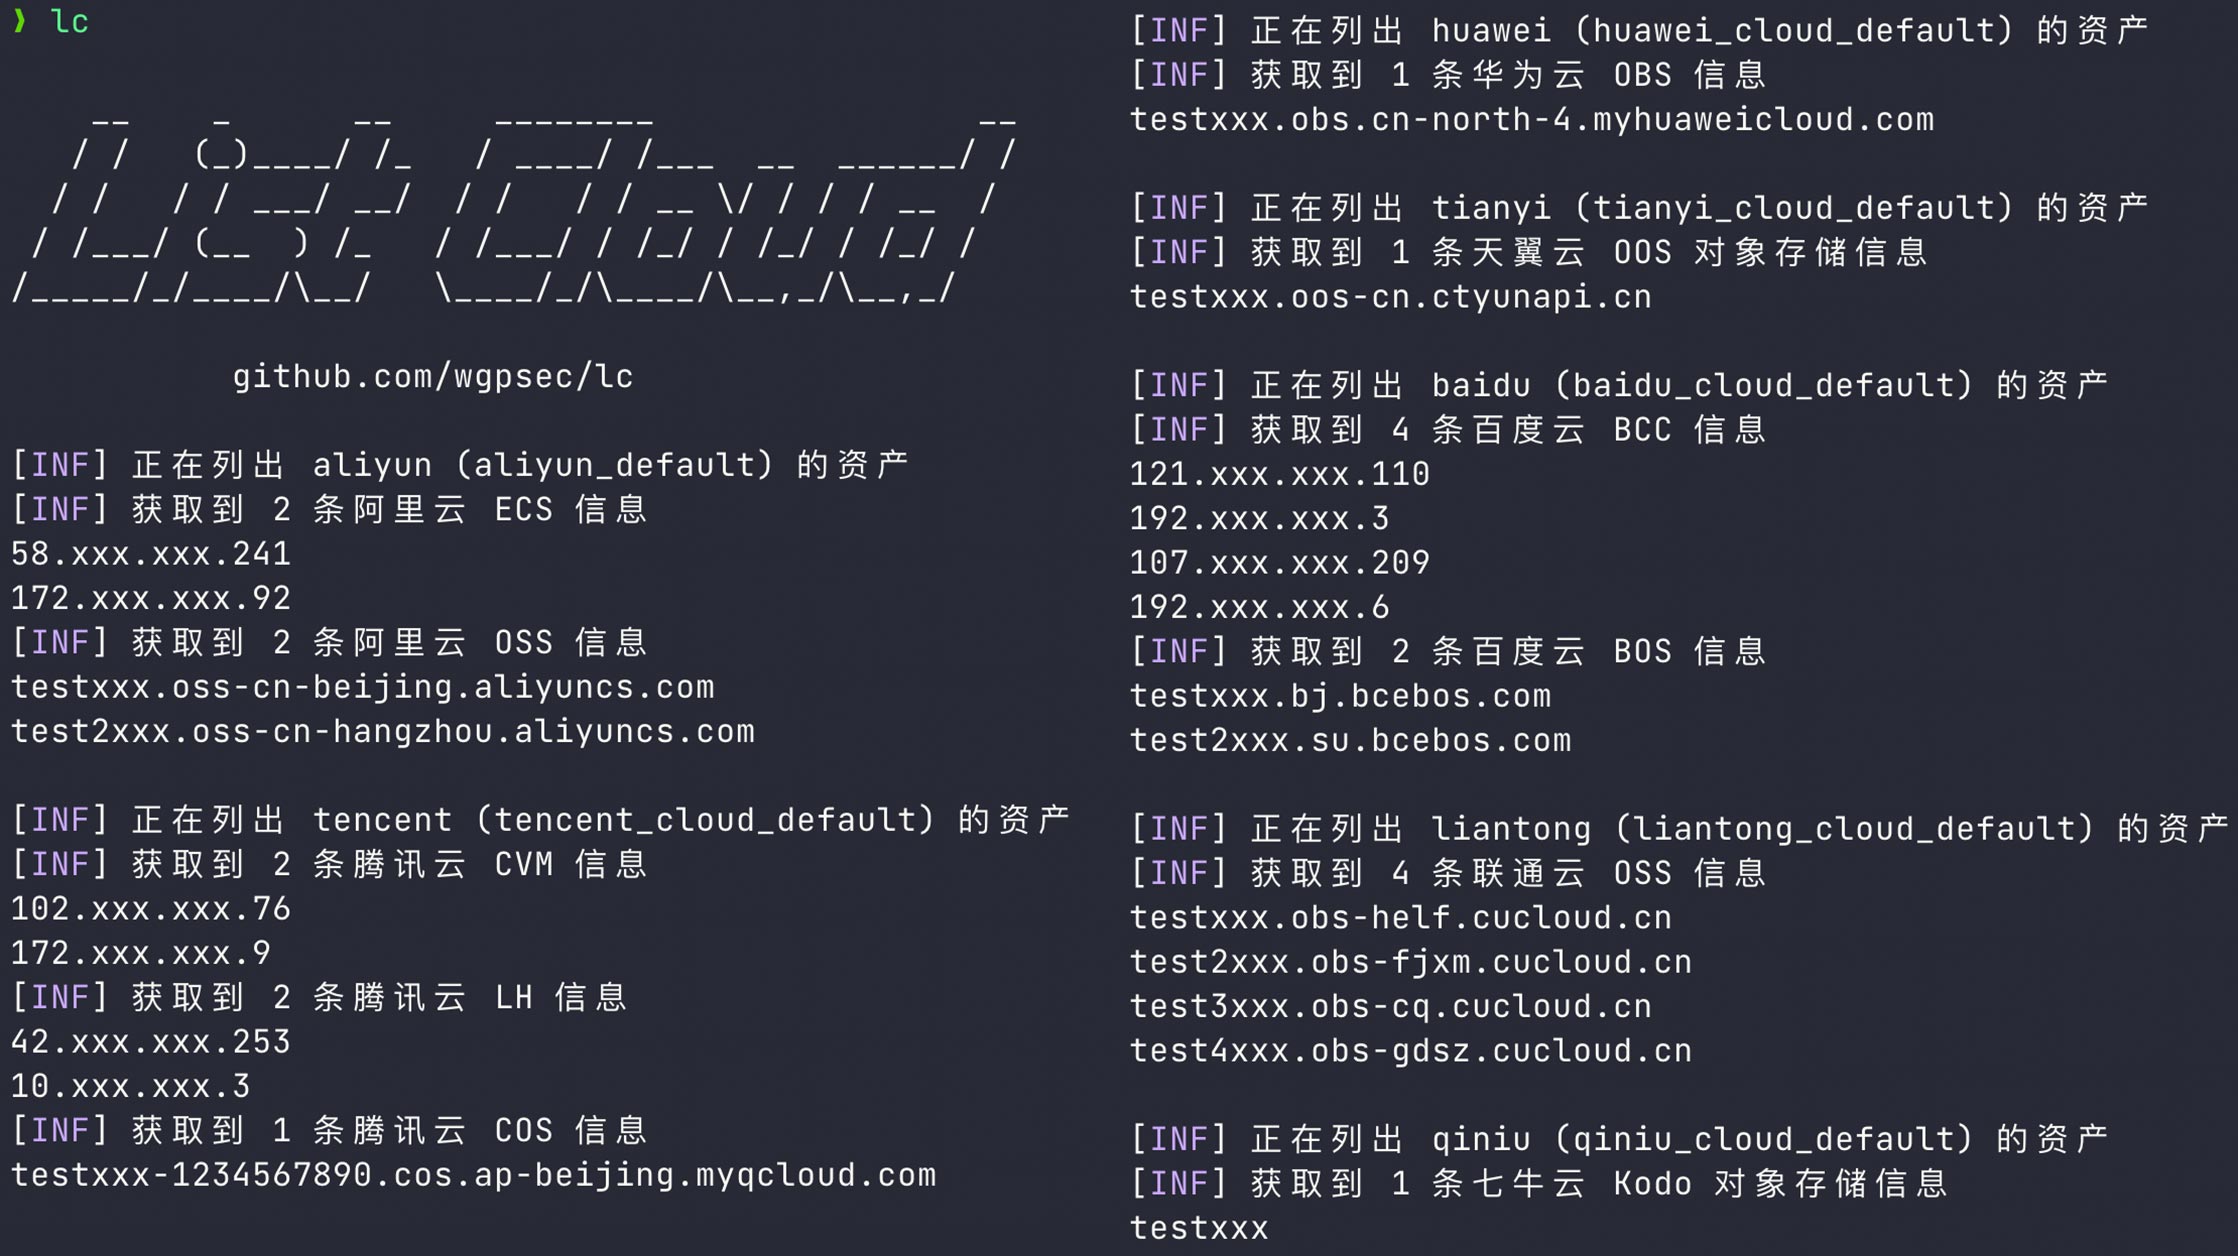 ❯ lc
github.com/wgpsec/lc
[INF] 正在列出 aliyun (aliyun_default) 的资产
[INF] 获取到 2 条阿里云 ECS 信息
58.xxx.xxx.241
172.xxx.xxx.92
[INF] 获取到 2 条阿里云 OSS 信息
testxxx.oss-cn-beijing.aliyuncs.com
test2xxx.oss-cn-hangzhou.aliyuncs.com
[INF] 正在列出 tencent (tencent_cloud_default) 的资产
[INF] 获取到 2 条腾讯云 CVM 信息
102.xxx.xxx.76
172.xxx.xxx.9
[INF] 获取到 2 条腾讯云 LH 信息
42.xxx.xxx.253
10.xxx.xxx.3
[INF] 获取到 1 条腾讯云 COS 信息
testxxx-1234567890.cos.ap-beijing.myqcloud.com
[INF] 正在列出 huawei (huawei_cloud_default) 的资产
[INF] 获取到 1 条华为云 OBS 信息
testxxx.obs.cn-north-4.myhuaweicloud.com
[INF] 正在列出 tianyi (tianyi_cloud_default) 的资产
[INF] 获取到 1 条天翼云 OOS 对象存储信息
testxxx.oos-cn.ctyunapi.cn
[INF] 正在列出 baidu (baidu_cloud_default) 的资产
[INF] 获取到 4 条百度云 BCC 信息
121.xxx.xxx.110
192.xxx.xxx.3
107.xxx.xxx.209
192.xxx.xxx.6
[INF] 获取到 2 条百度云 BOS 信息
testxxx.bj.bcebos.com
test2xxx.su.bcebos.com
[INF] 正在列出 liantong (liantong_cloud_default) 的资产
[INF] 获取到 4 条联通云 OSS 信息
testxxx.obs-helf.cucloud.cn
test2xxx.obs-fjxm.cucloud.cn
test3xxx.obs-cq.cucloud.cn
test4xxx.obs-gdsz.cucloud.cn
[INF] 正在列出 qiniu (qiniu_cloud_default) 的资产
[INF] 获取到 1 条七牛云 Kodo 对象存储信息
testxxx